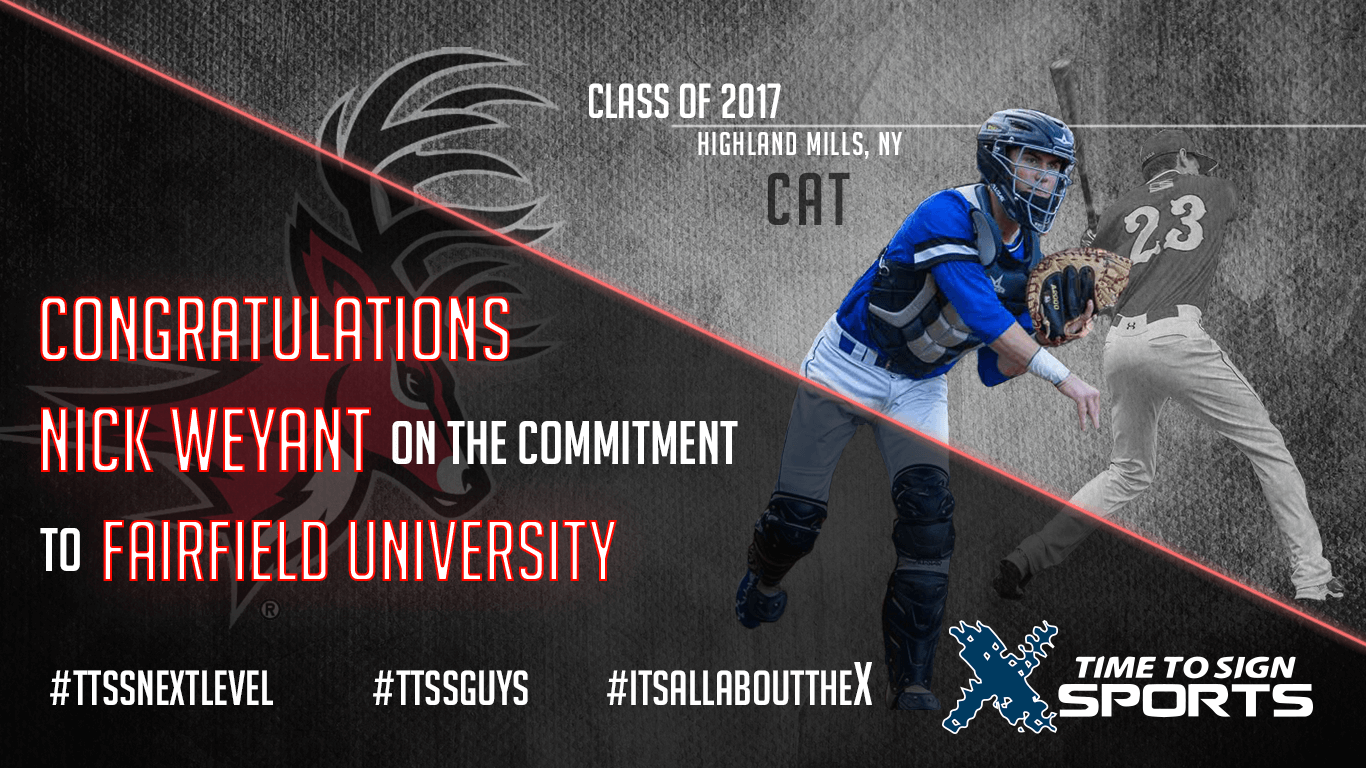 CLASS OF 2017
HIGHLAND MILLS, NY
CAT
23
CONGRATULATIONS
NICK WEYANT ON THE COMMITMENT
TO FAIRFIELD UNIVERSITY
®
#TTSSNEXTLEVEL #TTSSGUYS #ITSALLABOUTTHEX
X TIME TO SIGN
SPORTS